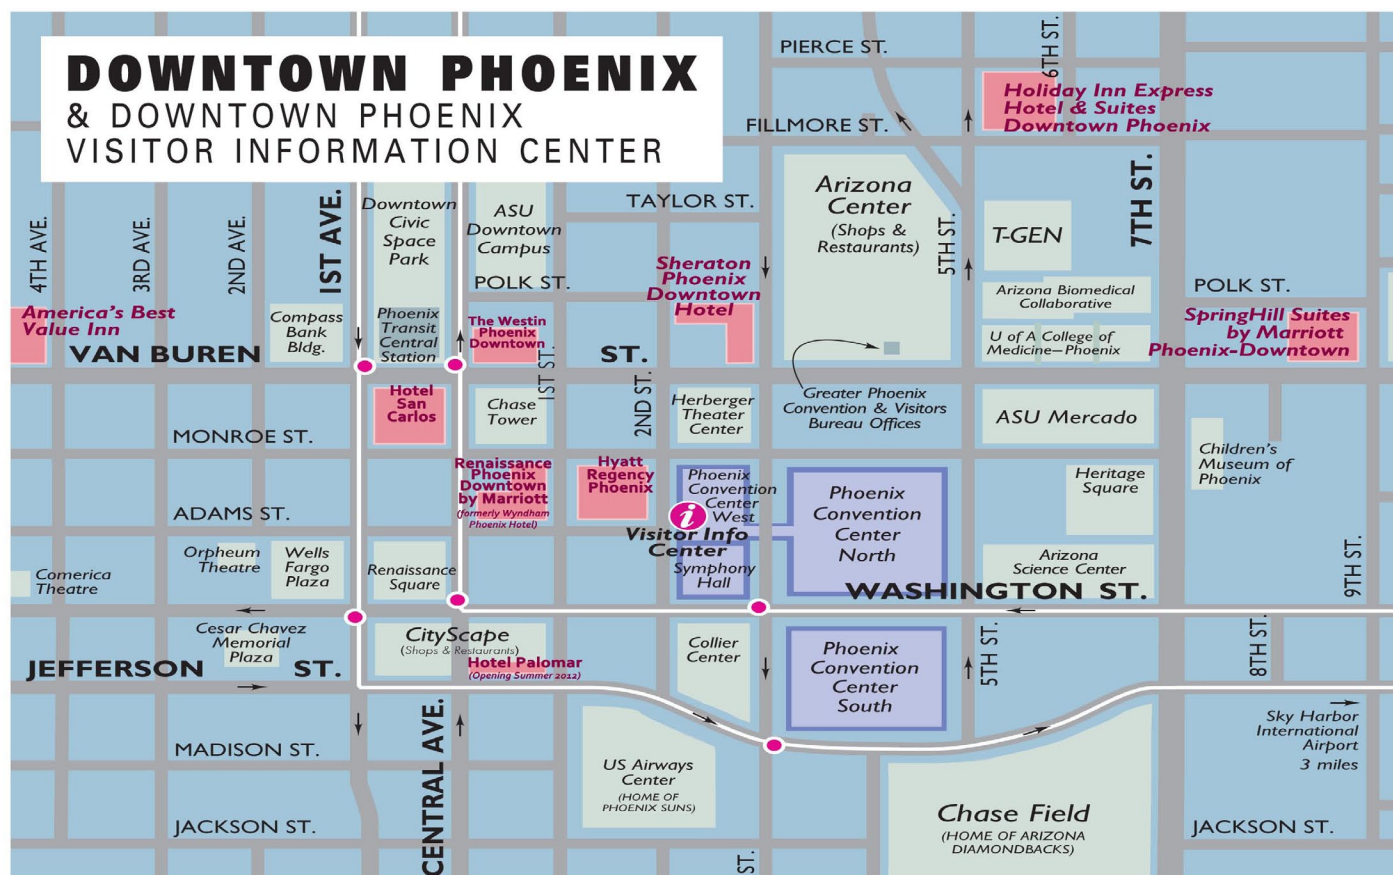 DOWNTOWN PHOENIX
& DOWNTOWN PHOENIX
VISITOR INFORMATION CENTER
PIERCE ST.
6TH ST.
Holiday Inn Express
Hotel & Suites
Downtown Phoenix
FILLMORE ST.
4TH AVE.
3RD AVE.
2ND AVE.
1ST AVE.
Downtown
Civic
Space
Park
ASU
Downtown
Campus
TAYLOR ST.
Arizona
Center
(Shops &
Restaurants)
5TH ST.
T-GEN
7TH ST.
POLK ST.
Sheraton
Phoenix
Downtown
Hotel
Arizona Biomedical
Collaborative
POLK ST.
America's Best
Value Inn
Compass
Bank
Bldg.
Phoenix
Transit
Central
Station
The Westin
Phoenix
Downtown
U of A College of
Medicine–Phoenix
SpringHill Suites
by Marriott
Phoenix-Downtown
VAN BUREN
ST.
1ST ST.
2ND ST.
Hotel
San
Carlos
Chase
Tower
Herberger
Theater
Center
Greater Phoenix
Convention & Visitors
Bureau Offices
ASU Mercado
MONROE ST.
Children's
Museum of
Phoenix
Renaissance
Phoenix
Downtown
by Marriott
(formerly Wyndham
Phoenix Hotel)
Hyatt
Regency
Phoenix
Phoenix
Convention
Center
West
Phoenix
Convention
Center
North
Heritage
Square
ADAMS ST.
i
Visitor Info
Center
Symphony
Hall
Orpheum
Theatre
Wells
Fargo
Plaza
Renaissance
Square
Arizona
Science Center
9TH ST.
Comerica
Theatre
WASHINGTON ST.
Cesar Chavez
Memorial
Plaza
CityScape
(Shops & Restaurants)
Collier
Center
Phoenix
Convention
Center
South
5TH ST.
8TH ST.
JEFFERSON
ST.
Hotel Palomar
(Opening Summer 2012)
CENTRAL AVE.
Sky Harbor
International
Airport
3 miles
MADISON ST.
US Airways
Center
(HOME OF
PHOENIX SUNS)
Chase Field
(HOME OF ARIZONA
DIAMONDBACKS)
JACKSON ST.
JACKSON ST.
ST.